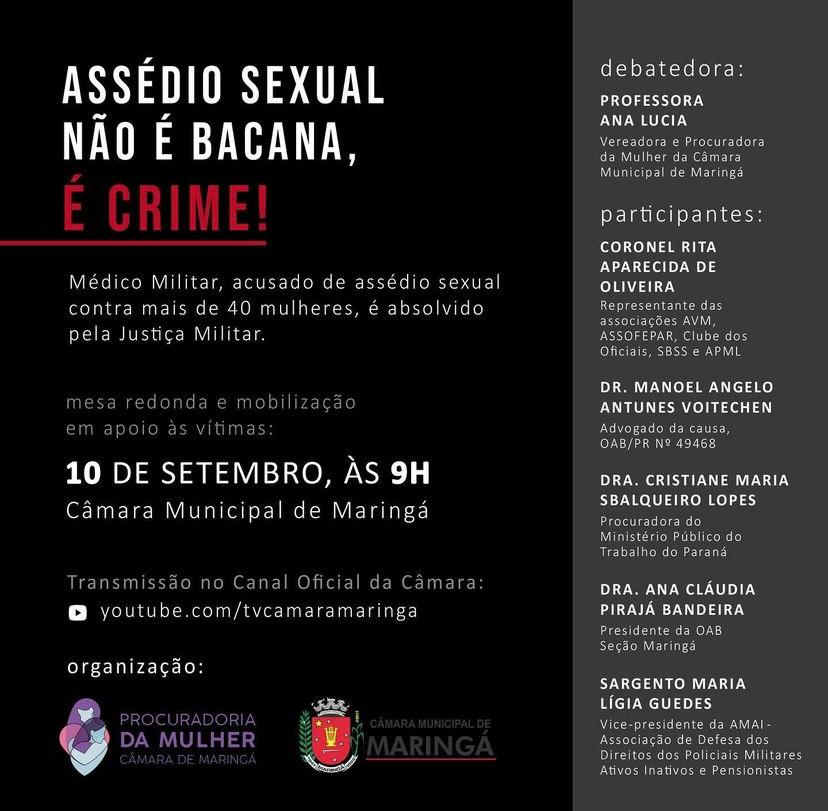 ASSÉDIO SEXUAL
NÃO É BACANA,
É CRIME!
Médico Militar, acusado de assédio sexual
contra mais de 40 mulheres, é absolvido
pela Justiça Militar.
mesa redonda e mobilização
em apoio às vítimas:
10 DE SETEMBRO, ÀS 9H
Câmara Municipal de Maringá
Transmissão no Canal Oficial da Câmara:
youtube.com/tvcamaramaringa
organização:
PROCURADORIA
DA MULHER
CÂMARA DE MARINGÁ
MARINGÁ
CÂMARA MUNICIPAL DE
MARINGÁ
debatedora:
PROFESSORA
ANA LUCIA
Vereadora e Procuradora
da Mulher da Câmara
Municipal de Maringá
participantes:
CORONEL RITA
APARECIDA DE
OLIVEIRA
Representante das
associações AVM,
ASSOFEPAR, Clube dos
Oficiais, SBSS e APML
DR. MANOEL ANGELO
ANTUNES VOITECHEN
Advogado da causa,
OAB/PR Nº 49468
DRA. CRISTIANE MARIA
SBALQUEIRO LOPES
Procuradora do
Ministério Público do
Trabalho do Paraná
DRA. ANA CLÁUDIA
PIRAJÁ BANDEIRA
Presidente da OAB
Seção Maringá
SARGENTO MARIA
LÍGIA GUEDES
Vice-presidente da AMAI -
Associação de Defesa dos
Direitos dos Policiais Militares
Ativos Inativos e Pensionistas